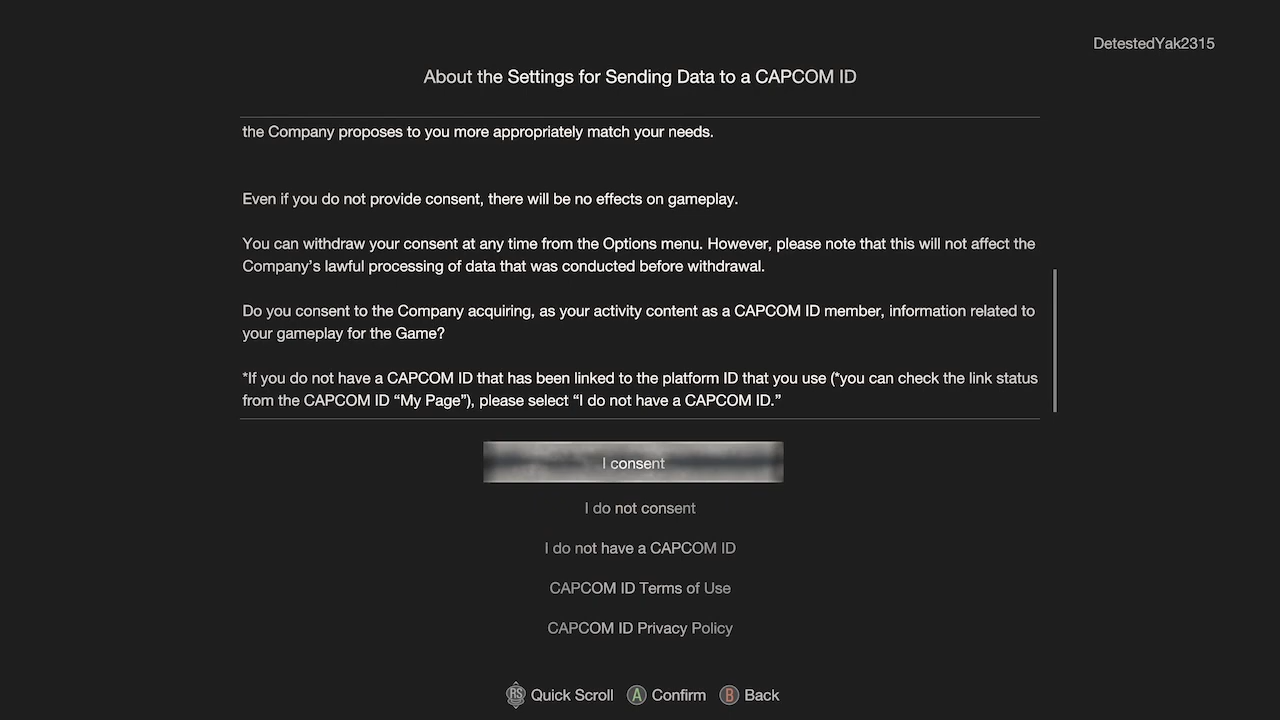 DetestedYak2315
About the Settings for Sending Data to a CAPCOM ID
the Company proposes to you more appropriately match your needs.
Even if you do not provide consent, there will be no effects on gameplay.
You can withdraw your consent at any time from the Options menu. However, please note that this will not affect the
Company’s lawful processing of data that was conducted before withdrawal.
Do you consent to the Company acquiring, as your activity content as a CAPCOM ID member, information related to
your gameplay for the Game?
*If you do not have a CAPCOM ID that has been linked to the platform ID that you use (*you can check the link status
from the CAPCOM ID “My Page”), please select “I do not have a CAPCOM ID.”
I consent
I do not consent
I do not have a CAPCOM ID
CAPCOM ID Terms of Use
CAPCOM ID Privacy Policy
RS Quick Scroll A Confirm B Back